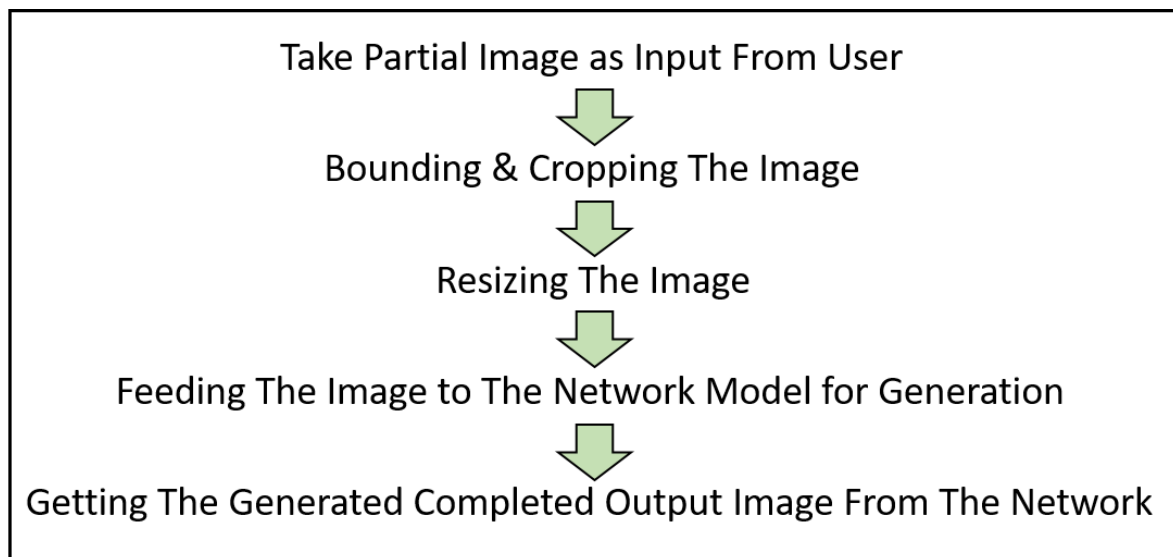 Take Partial Image as Input From User
Bounding & Cropping The Image
Resizing The Image
Feeding The Image to The Network Model for Generation
Getting The Generated Completed Output Image From The Network